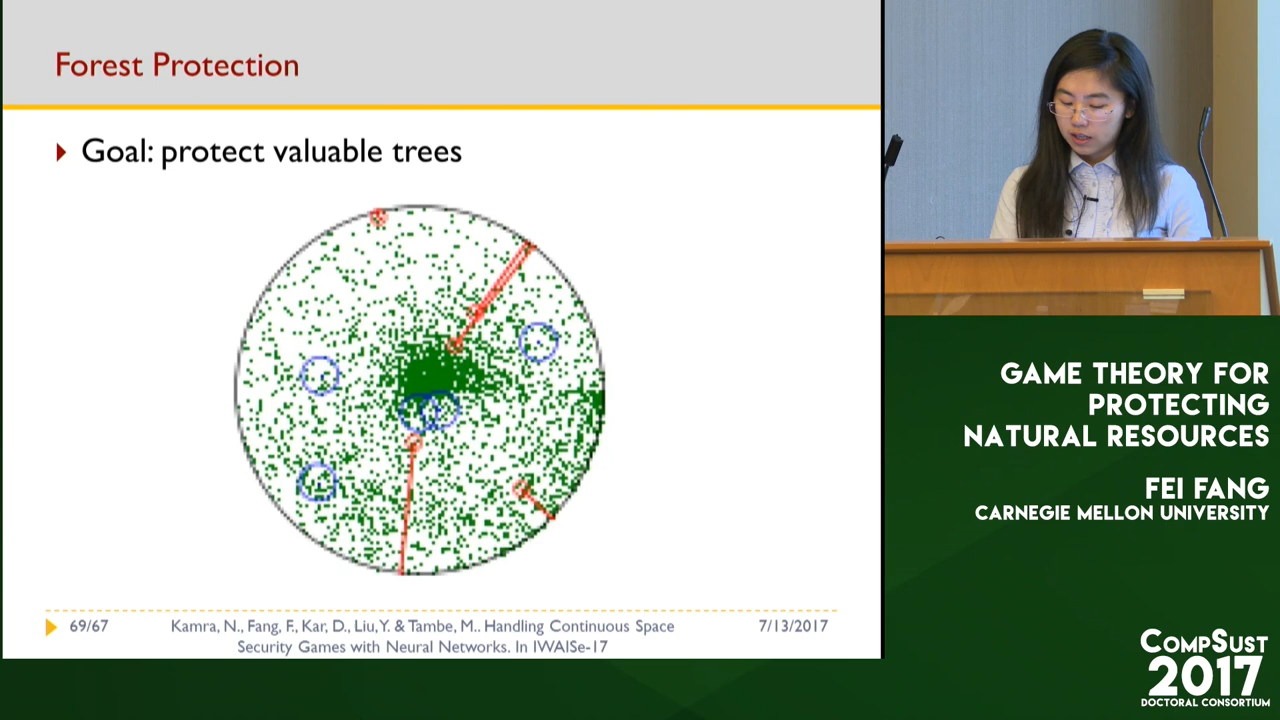 Forest Protection
Goal: protect valuable trees
69/67
Kamra, N., Fang, F., Kar, D., Liu, Y. & Tambe, M.. Handling Continuous Space
Security Games with Neural Networks. In IWAISe-17
7/13/2017
GAME THEORY FOR
PROTECTING
NATURAL RESOURCES
FEI FANG
CARNEGIE MELLON UNIVERSITY
COMPSUST
2017
DOCTORAL CONSORTIUM